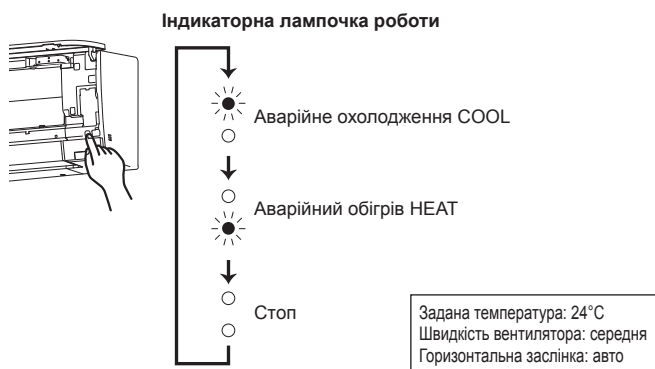 Індикаторна лампочка роботи
Аварійне охолодження COOL
Аварійний обігрів HEAT
Стоп
Задана температура: 24°C
Швидкість вентилятора: середня
Горизонтальна заслінка: авто